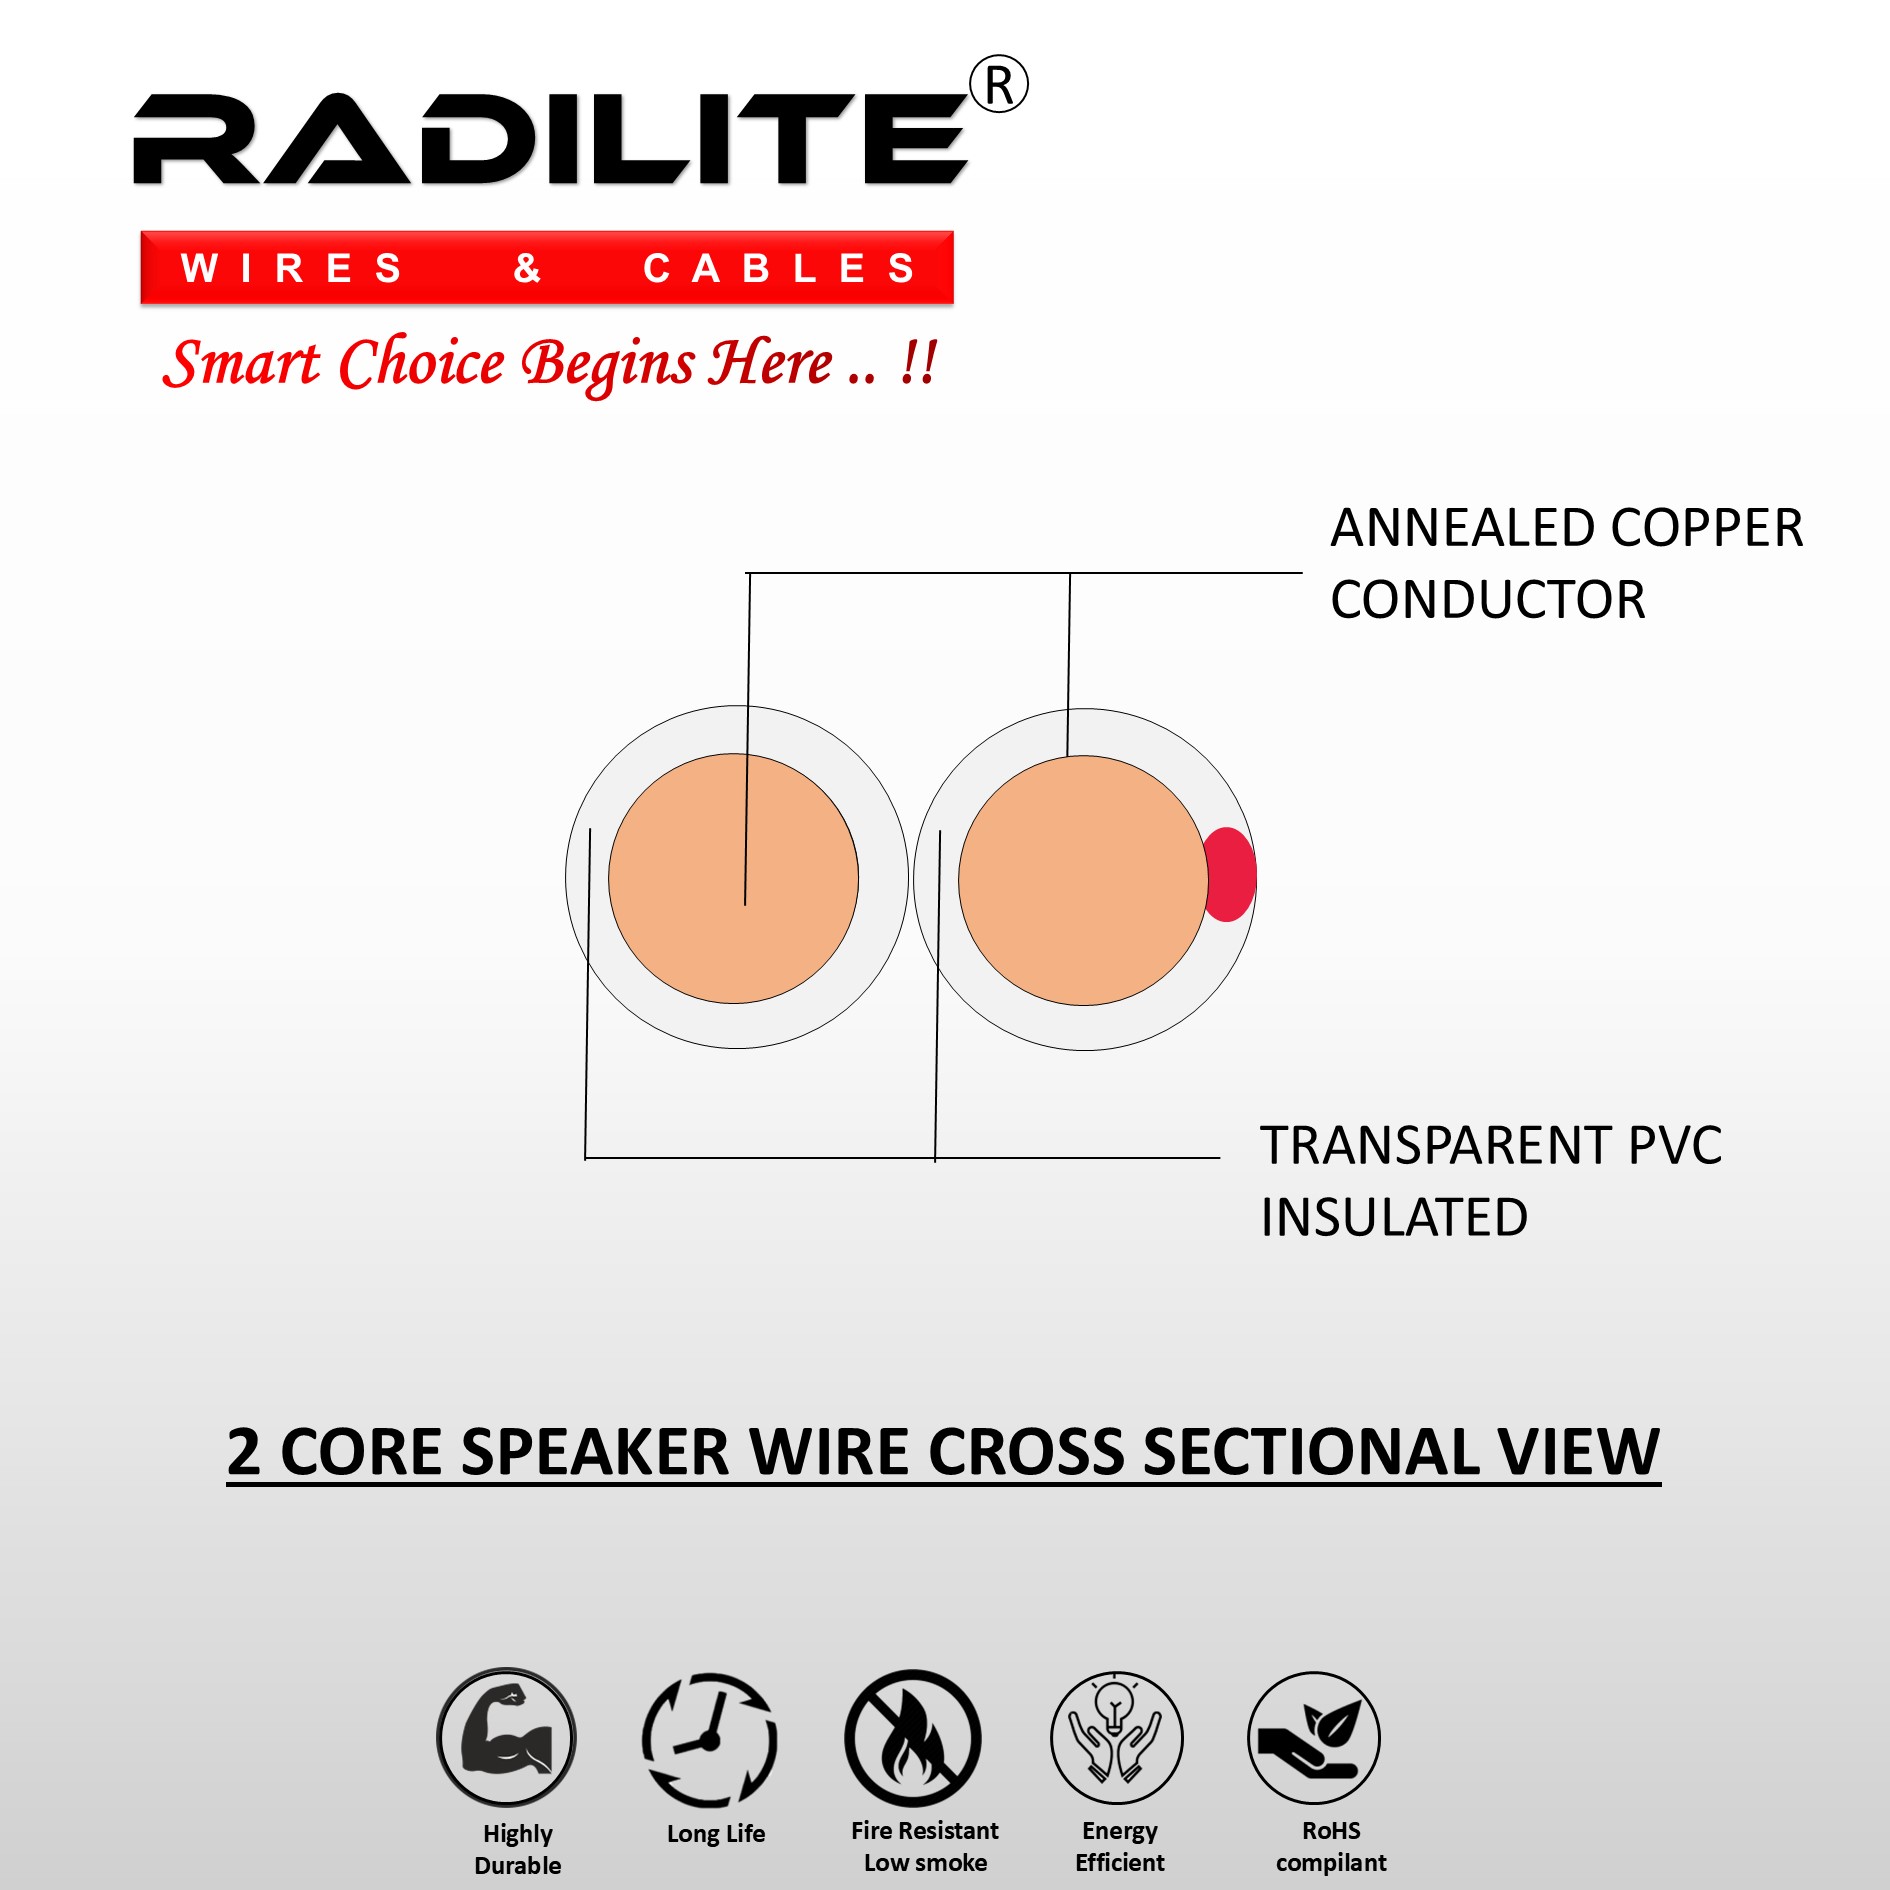 RADILITE®
WIRES & CABLES
Smart Choice Begins Here .. !!
ANNEALED COPPER
CONDUCTOR
TRANSPARENT PVC
INSULATED
2 CORE SPEAKER WIRE CROSS SECTIONAL VIEW
Highly
Durable
Long Life
Fire Resistant
Low smoke
Energy
Efficient
RoHS
compilant